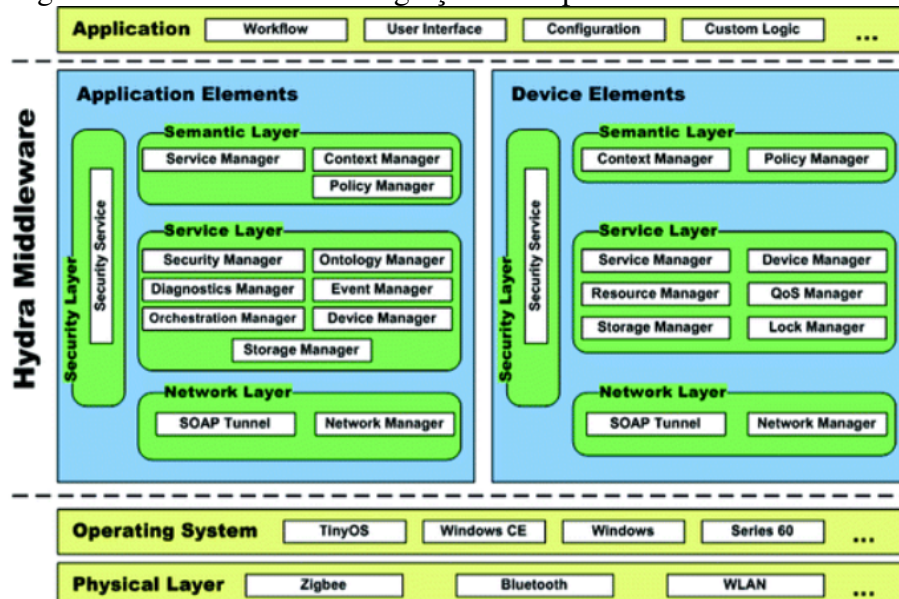 Application Workflow User Interface Configuration Custom Logic ...
Hydra Middleware
Application Elements
Security Layer
Security Service
Semantic Layer
Service Manager Context Manager
Policy Manager
Service Layer
Security Manager Ontology Manager
Diagnostics Manager Event Manager
Orchestration Manager Device Manager
Storage Manager
Network Layer
SOAP Tunnel Network Manager
Device Elements
Security Layer
Security Service
Semantic Layer
Context Manager Policy Manager
Service Layer
Service Manager Device Manager
Resource Manager QoS Manager
Storage Manager Lock Manager
Network Layer
SOAP Tunnel Network Manager
Operating System TinyOS Windows CE Windows Series 60 ...
Physical Layer Zigbee Bluetooth WLAN ...